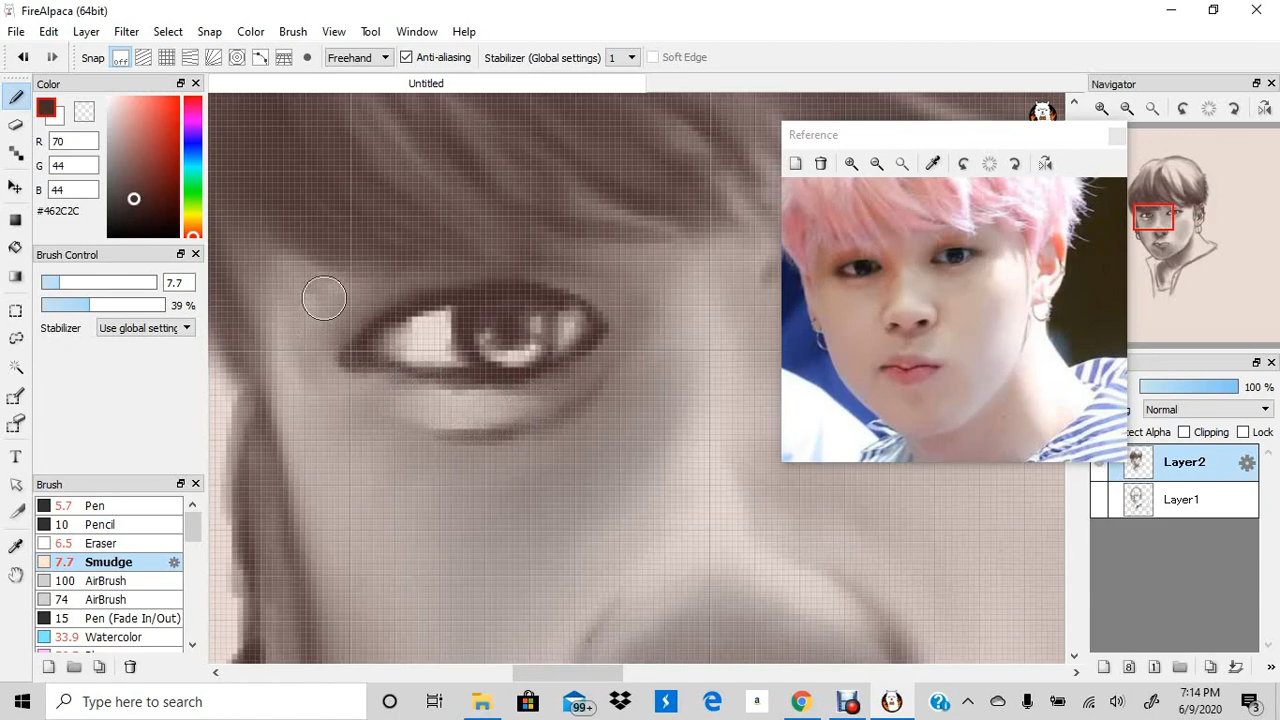 FireAlpaca (64bit)
File Edit Layer Filter Select Snap Color Brush Tool View Window Help
Snap off Freehand Anti-aliasing Stabilizer (Global settings) 1 Soft Edge
Color
Untitled
Navigator
R 70
G 44
B 44
#462C2C
Reference
Brush Control
7.7
39 %
Stabilizer Use global setting
100 %
Normal
ect Alpha Clipping Lock
Layer2
Layer1
Brush
5.7 Pen
10 Pencil
6.5 Eraser
7.7 Smudge
100 AirBrush
74 AirBrush
15 Pen (Fade In/Out)
33.9 Watercolor
8 1
Type here to search
99+
a
7:14 PM
6/9/2020
3